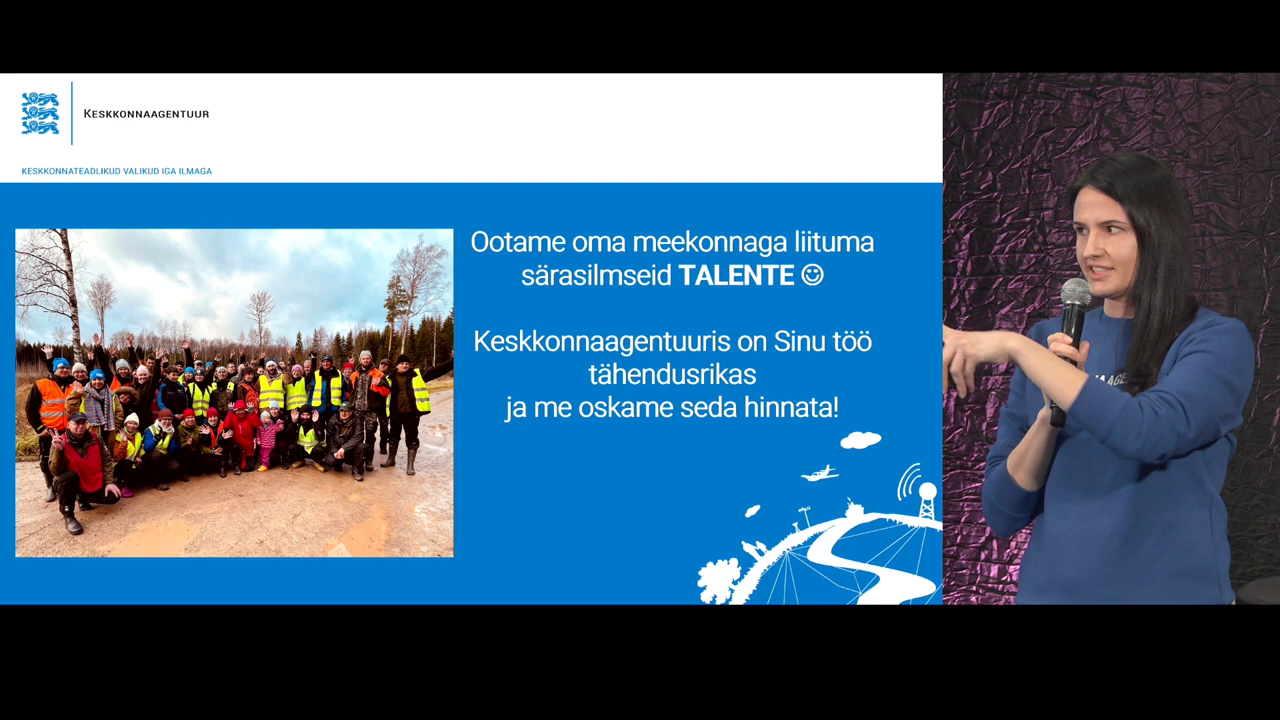 KESKKONNAAGENTUUR
KESKKONNATEADLIKUD VALIKUD IGA ILMAGA
Ootame oma meekonnaga liituma
särasilmseid TALENTE ☺
Keskkonnaagentuuris on Sinu töö
tähendusrikas
ja me oskame seda hinnata!